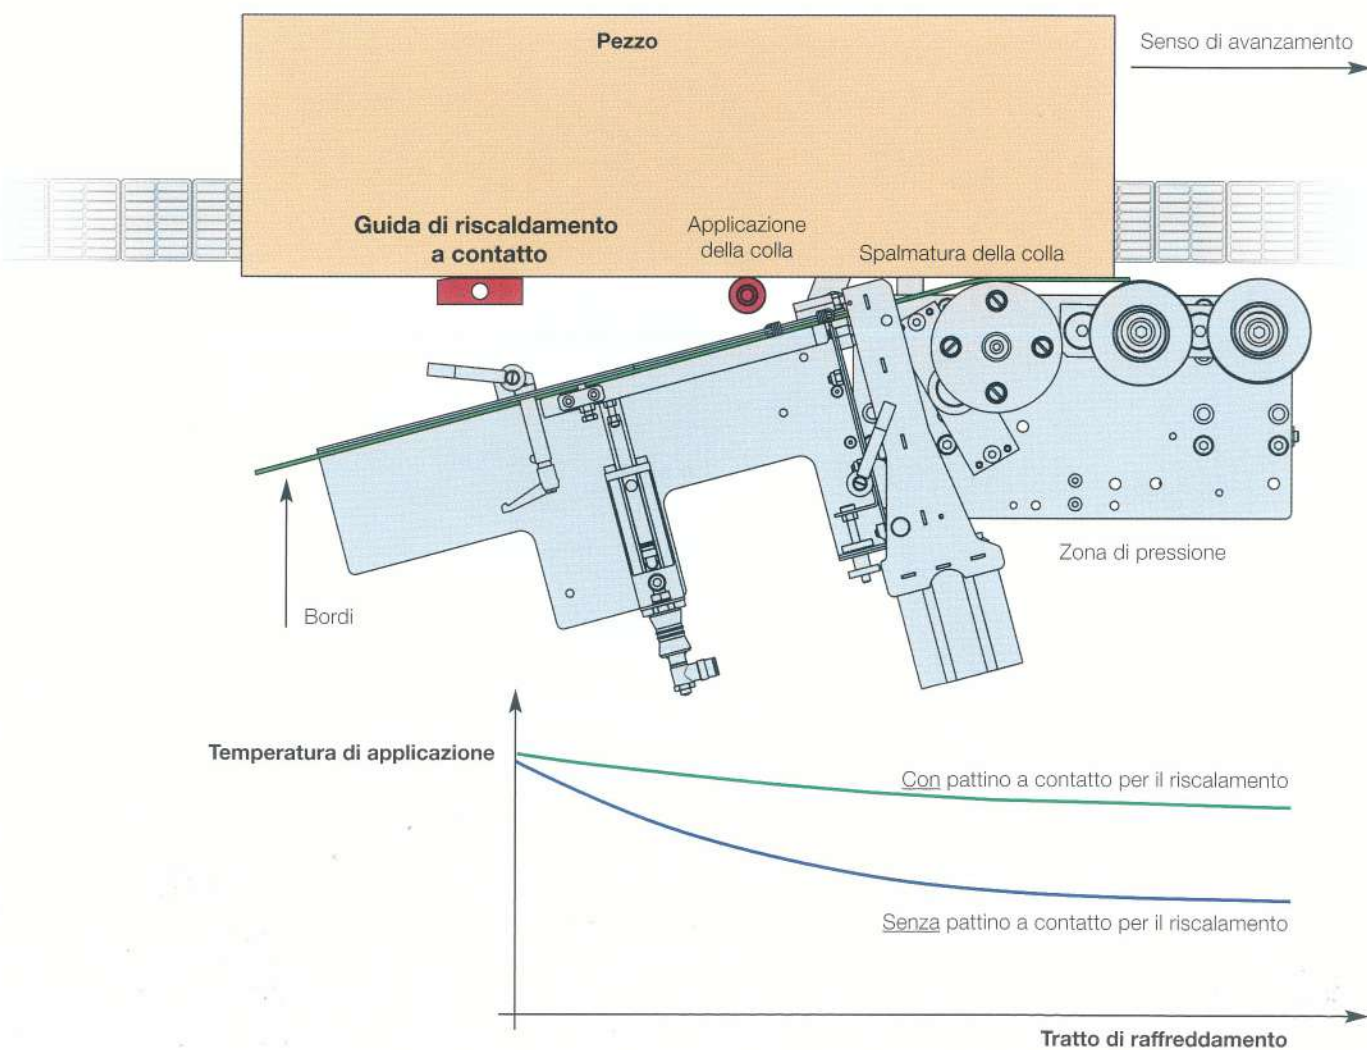 Pezzo
Senso di avanzamento
Guida di riscaldamento
a contatto
Applicazione
della colla
Spalmatura della colla
Zona di pressione
Bordi
Temperatura di applicazione
Con pattino a contatto per il riscalamento
Senza pattino a contatto per il riscalamento
Tratto di raffreddamento